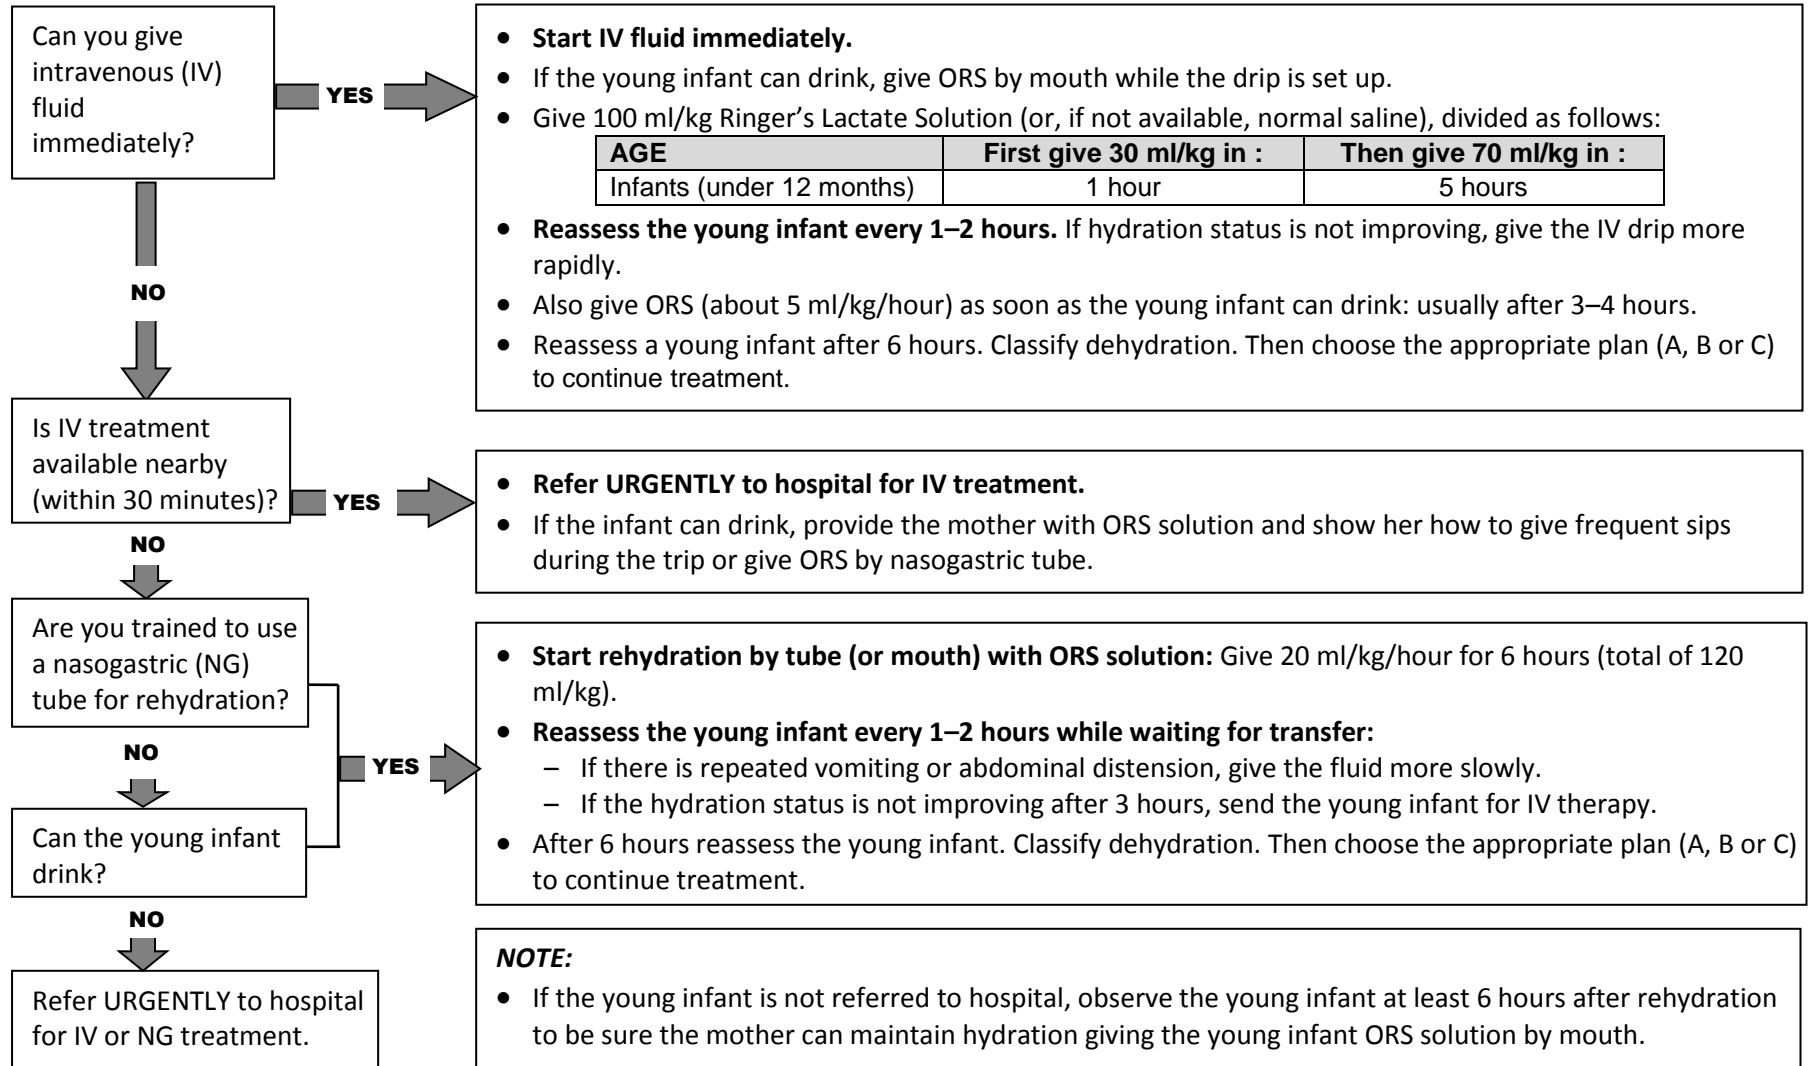 Can you give
intravenous (IV)
fluid
immediately?
YES
• Start IV fluid immediately.
• If the young infant can drink, give ORS by mouth while the drip is set up.
• Give 100 ml/kg Ringer’s Lactate Solution (or, if not available, normal saline), divided as follows:
AGE First give 30 ml/kg in : Then give 70 ml/kg in :
Infants (under 12 months) 1 hour 5 hours
• Reassess the young infant every 1–2 hours. If hydration status is not improving, give the IV drip more
rapidly.
• Also give ORS (about 5 ml/kg/hour) as soon as the young infant can drink: usually after 3–4 hours.
• Reassess a young infant after 6 hours. Classify dehydration. Then choose the appropriate plan (A, B or C)
to continue treatment.
NO
Is IV treatment
available nearby
(within 30 minutes)?
YES
• Refer URGENTLY to hospital for IV treatment.
• If the infant can drink, provide the mother with ORS solution and show her how to give frequent sips
during the trip or give ORS by nasogastric tube.
NO
Are you trained to use
a nasogastric (NG)
tube for rehydration?
NO
Can the young infant
drink?
YES
• Start rehydration by tube (or mouth) with ORS solution: Give 20 ml/kg/hour for 6 hours (total of 120
ml/kg).
• Reassess the young infant every 1–2 hours while waiting for transfer:
– If there is repeated vomiting or abdominal distension, give the fluid more slowly.
– If the hydration status is not improving after 3 hours, send the young infant for IV therapy.
• After 6 hours reassess the young infant. Classify dehydration. Then choose the appropriate plan (A, B or C)
to continue treatment.
NO
Refer URGENTLY to hospital
for IV or NG treatment.
NOTE:
• If the young infant is not referred to hospital, observe the young infant at least 6 hours after rehydration
to be sure the mother can maintain hydration giving the young infant ORS solution by mouth.